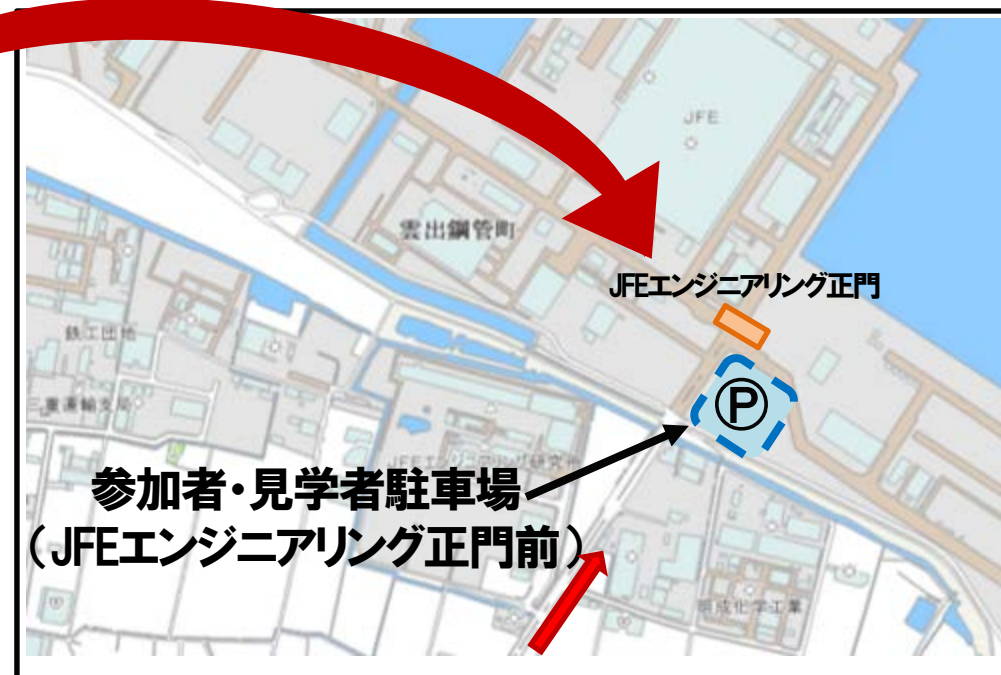 JFE
雲出鋼管町
JFEエンジニアリング正門
鉄工団地
三重運輸支局
P
JFEエンジニアリング研究所
参加者・見学者駐車場
(JFEエンジニアリング正門前)
明成化学工業